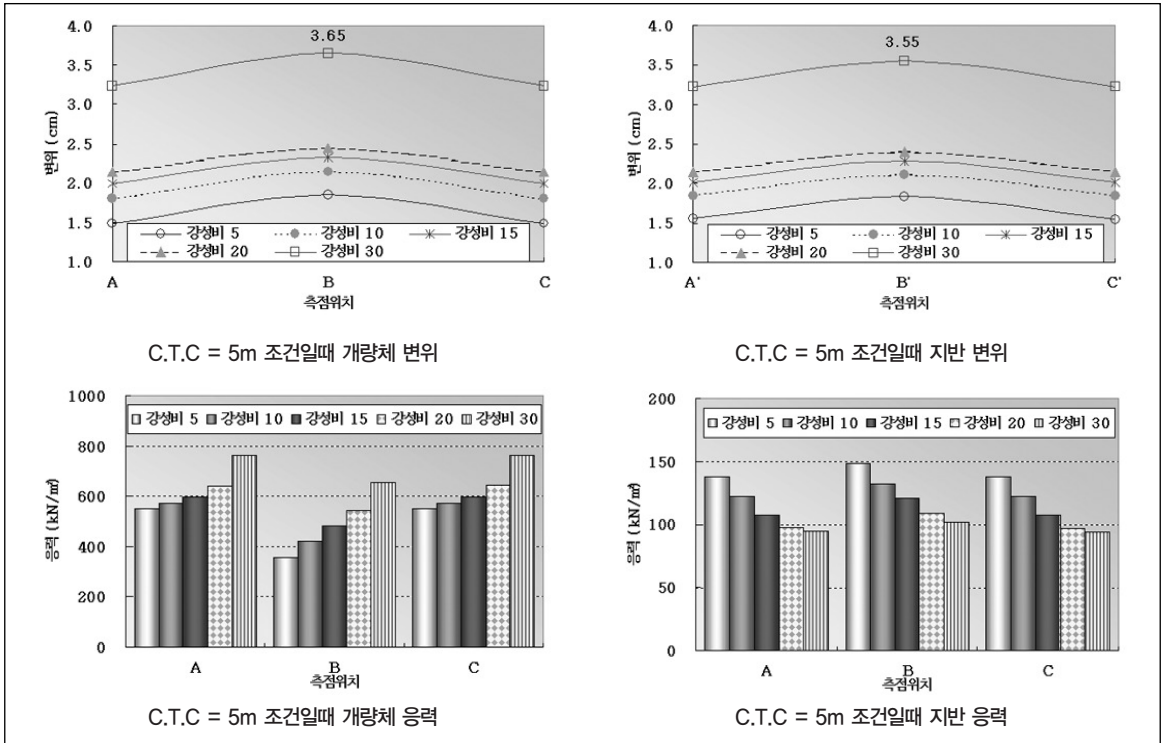 4.0
3.5
3.0
2.5
2.0
1.5
1.0
변위 (cm)
3.65
강성비 5 강성비 10 강성비 15
강성비 20 강성비 30
A B C
측점위치
C.T.C = 5m 조건일때 개량체 변위
4.0
3.5
3.0
2.5
2.0
1.5
1.0
변위 (cm)
3.55
강성비 5 강성비 10 강성비 15
강성비 20 강성비 30
A' B' C'
측점위치
C.T.C = 5m 조건일때 지반 변위
1000
800
600
400
200
0
응력 (kN/㎡)
강성비 5 강성비 10 강성비 15 강성비 20 강성비 30
A B C
측점위치
C.T.C = 5m 조건일때 개량체 응력
200
150
100
50
0
응력 (kN/㎡)
강성비 5 강성비 10 강성비 15 강성비 20 강성비 30
A B C
측점위치
C.T.C = 5m 조건일때 지반 응력